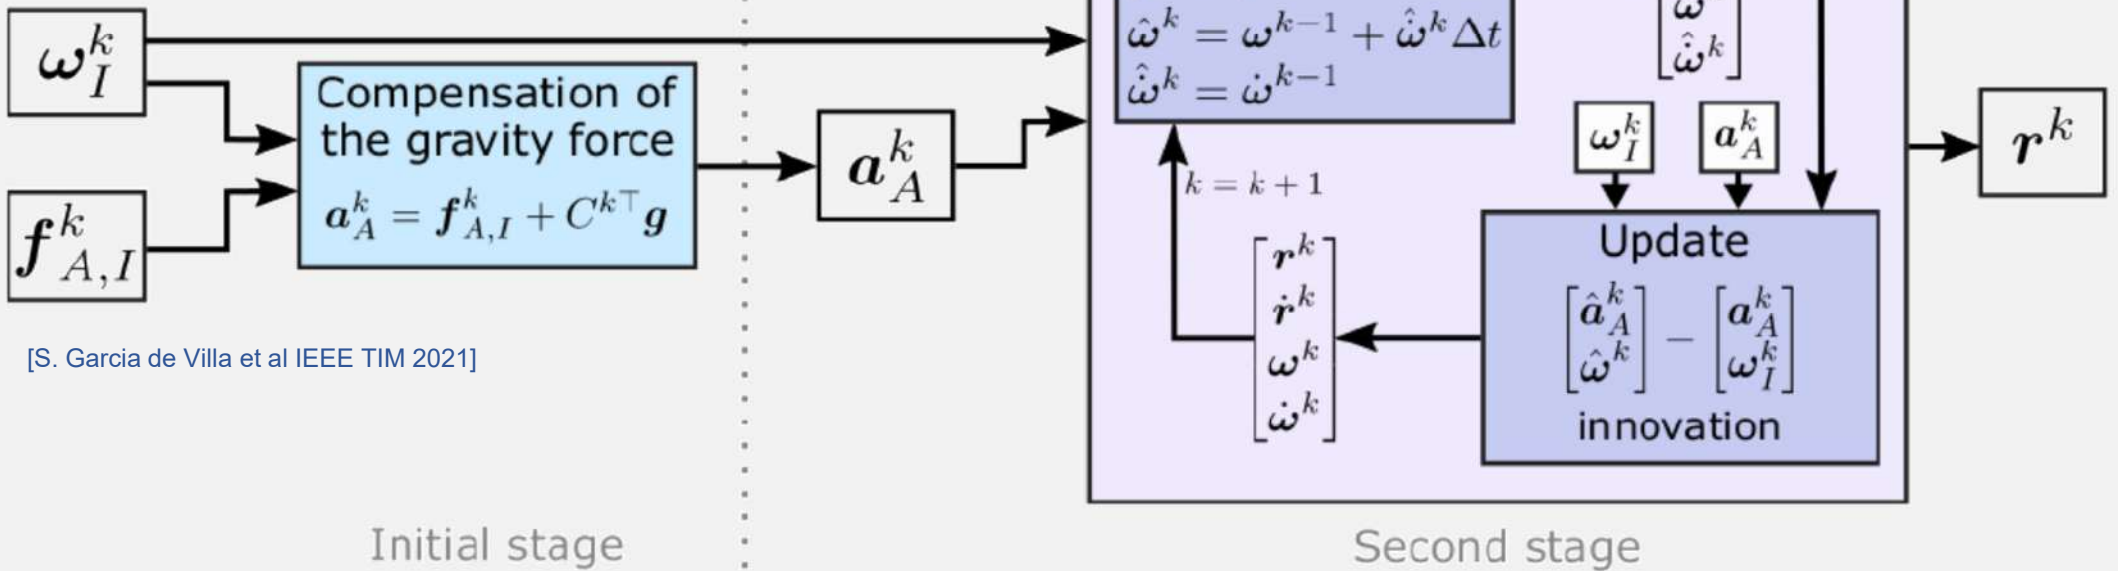 ω_I^k
f_{A,I}^k
Compensation of
the gravity force
a_A^k = f_{A,I}^k + C^{k⊤} g
[S. Garcia de Villa et al IEEE TIM 2021]
Initial stage
a_A^k
ω̂^k = ω^{k−1} + ω̇̂^k Δt
ω̇̂^k = ω̇^{k−1}
k = k + 1
r^k
ṙ^k
ω^k
ω̇^k
ω̇̂^k
ω_I^k a_A^k
Update
[â_A^k ω̂^k] − [a_A^k ω_I^k]
innovation
Second stage
r^k